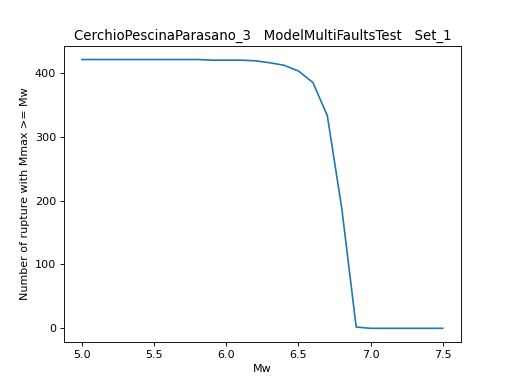 CerchioPescinaParasano_3   ModelMultiFaultsTest   Set_1
Number of rupture with Mmax >= Mw
400
300
200
100
0
5.0 5.5 6.0 6.5 7.0 7.5
Mw